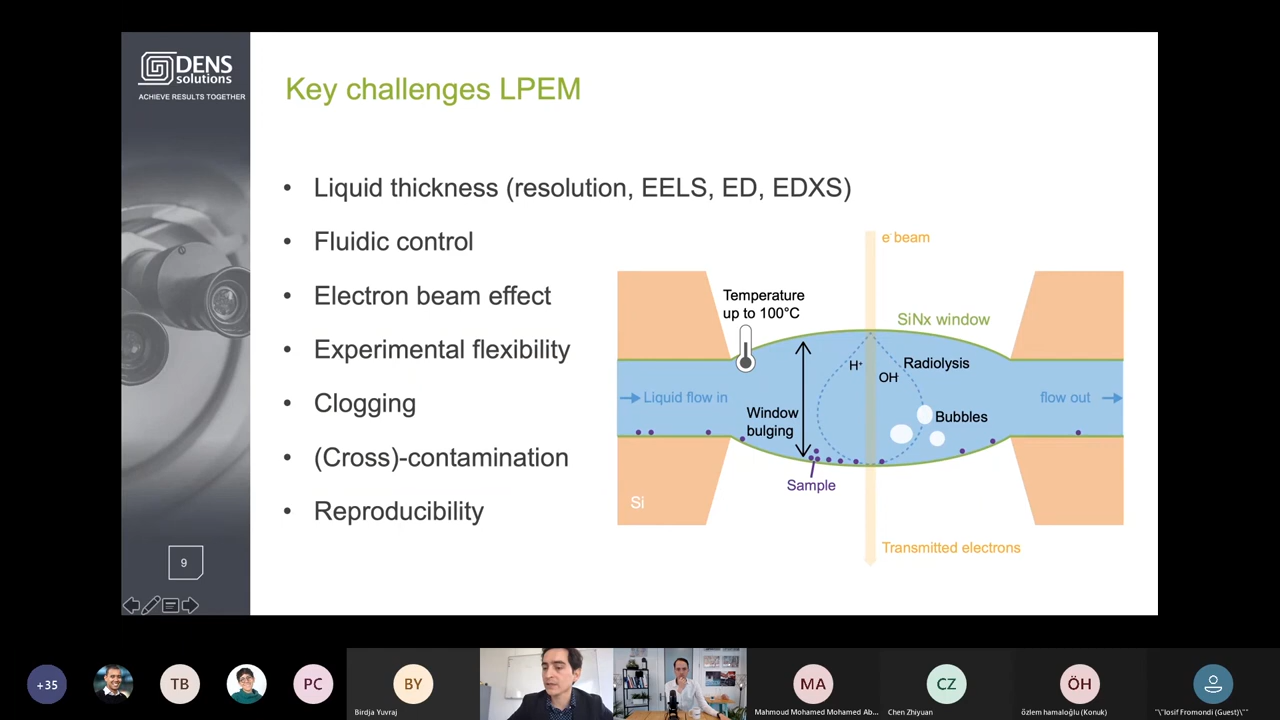 DENS
solutions
ACHIEVE RESULTS TOGETHER
Key challenges LPEM
• Liquid thickness (resolution, EELS, ED, EDXS)
• Fluidic control
• Electron beam effect
• Experimental flexibility
• Clogging
• (Cross)-contamination
• Reproducibility
e⁻beam
Temperature
up to 100°C
SiNx window
H⁺
OH⁻
Radiolysis
Liquid flow in
flow out
Window
bulging
Bubbles
Sample
Si
Transmitted electrons
9
+35
TB
PC
BY
MA
CZ
ÖH
Birdja Yuvraj
Mahmoud Mohamed Mohamed Ab...
Chen Zhiyuan
özlem hamaloğlu (Konuk)
"\"Iosif Fromondi (Guest)\""